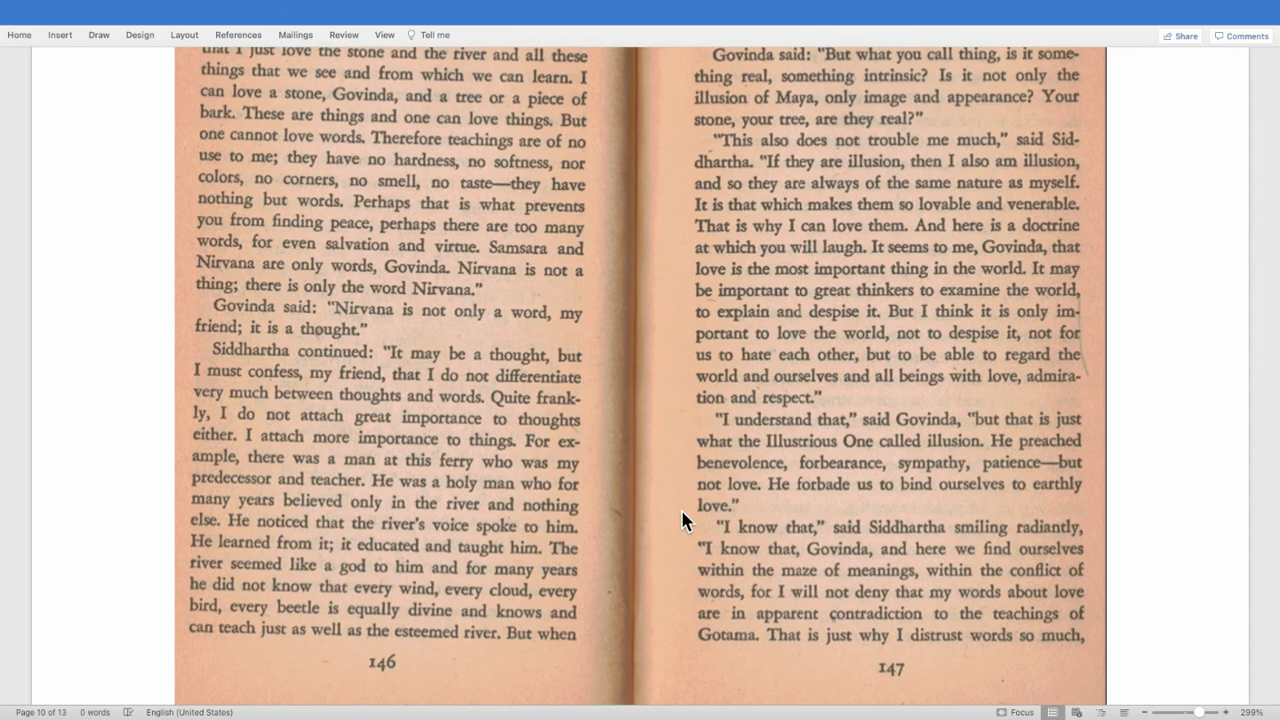 Home Insert Draw Design Layout References Mailings Review View Tell me Share Comments
that I just love the stone and the river and all these
things that we see and from which we can learn. I
can love a stone, Govinda, and a tree or a piece of
bark. These are things and one can love things. But
one cannot love words. Therefore teachings are of no
use to me; they have no hardness, no softness, nor
colors, no corners, no smell, no taste—they have
nothing but words. Perhaps that is what prevents
you from finding peace, perhaps there are too many
words, for even salvation and virtue. Samsara and
Nirvana are only words, Govinda. Nirvana is not a
thing; there is only the word Nirvana.”
Govinda said: “Nirvana is not only a word, my
friend; it is a thought.”
Siddhartha continued: “It may be a thought, but
I must confess, my friend, that I do not differentiate
very much between thoughts and words. Quite frank-
ly, I do not attach great importance to thoughts
either. I attach more importance to things. For ex-
ample, there was a man at this ferry who was my
predecessor and teacher. He was a holy man who for
many years believed only in the river and nothing
else. He noticed that the river’s voice spoke to him.
He learned from it; it educated and taught him. The
river seemed like a god to him and for many years
he did not know that every wind, every cloud, every
bird, every beetle is equally divine and knows and
can teach just as well as the esteemed river. But when
146
Govinda said: “But what you call thing, is it some-
thing real, something intrinsic? Is it not only the
illusion of Maya, only image and appearance? Your
stone, your tree, are they real?”
“This also does not trouble me much,” said Sid-
dhartha. “If they are illusion, then I also am illusion,
and so they are always of the same nature as myself.
It is that which makes them so lovable and venerable.
That is why I can love them. And here is a doctrine
at which you will laugh. It seems to me, Govinda, that
love is the most important thing in the world. It may
be important to great thinkers to examine the world,
to explain and despise it. But I think it is only im-
portant to love the world, not to despise it, not for
us to hate each other, but to be able to regard the
world and ourselves and all beings with love, admira-
tion and respect.”
“I understand that,” said Govinda, “but that is just
what the Illustrious One called illusion. He preached
benevolence, forbearance, sympathy, patience—but
not love. He forbade us to bind ourselves to earthly
love.”
“I know that,” said Siddhartha smiling radiantly,
“I know that, Govinda, and here we find ourselves
within the maze of meanings, within the conflict of
words, for I will not deny that my words about love
are in apparent contradiction to the teachings of
Gotama. That is just why I distrust words so much,
147
Page 10 of 13 0 words English (United States) Focus 299%